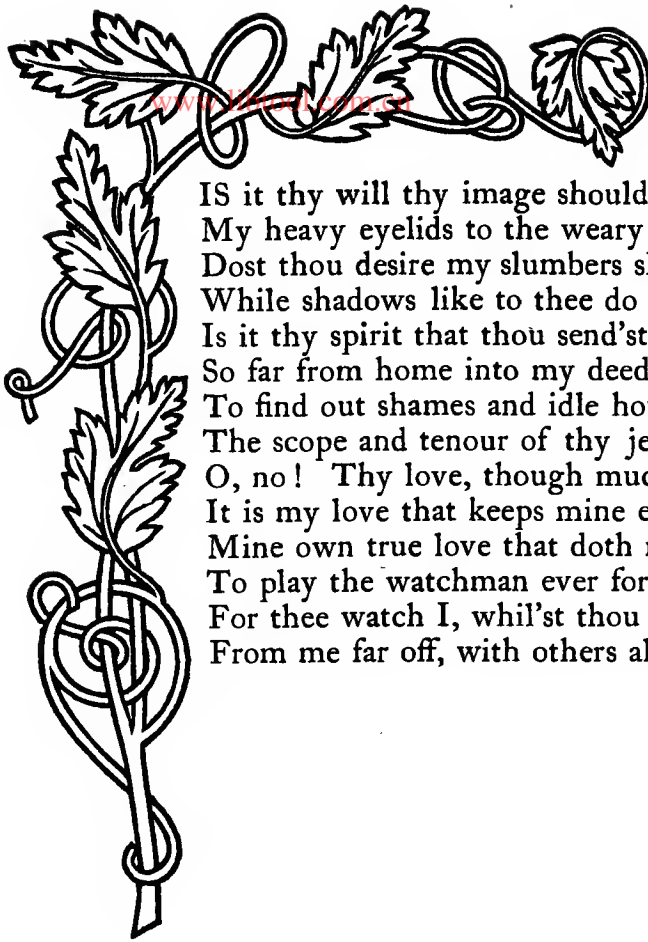 www.libtool.com.cn
IS it thy will thy image should
My heavy eyelids to the weary
Dost thou desire my slumbers
While shadows like to thee do
Is it thy spirit that thou send'st
So far from home into my deed
To find out shames and idle
The scope and tenour of thy
O, no! Thy love, though
It is my love that keeps mine
Mine own true love that doth
To play the watchman ever for
For thee watch I, whil'st thou
From me far off, with others